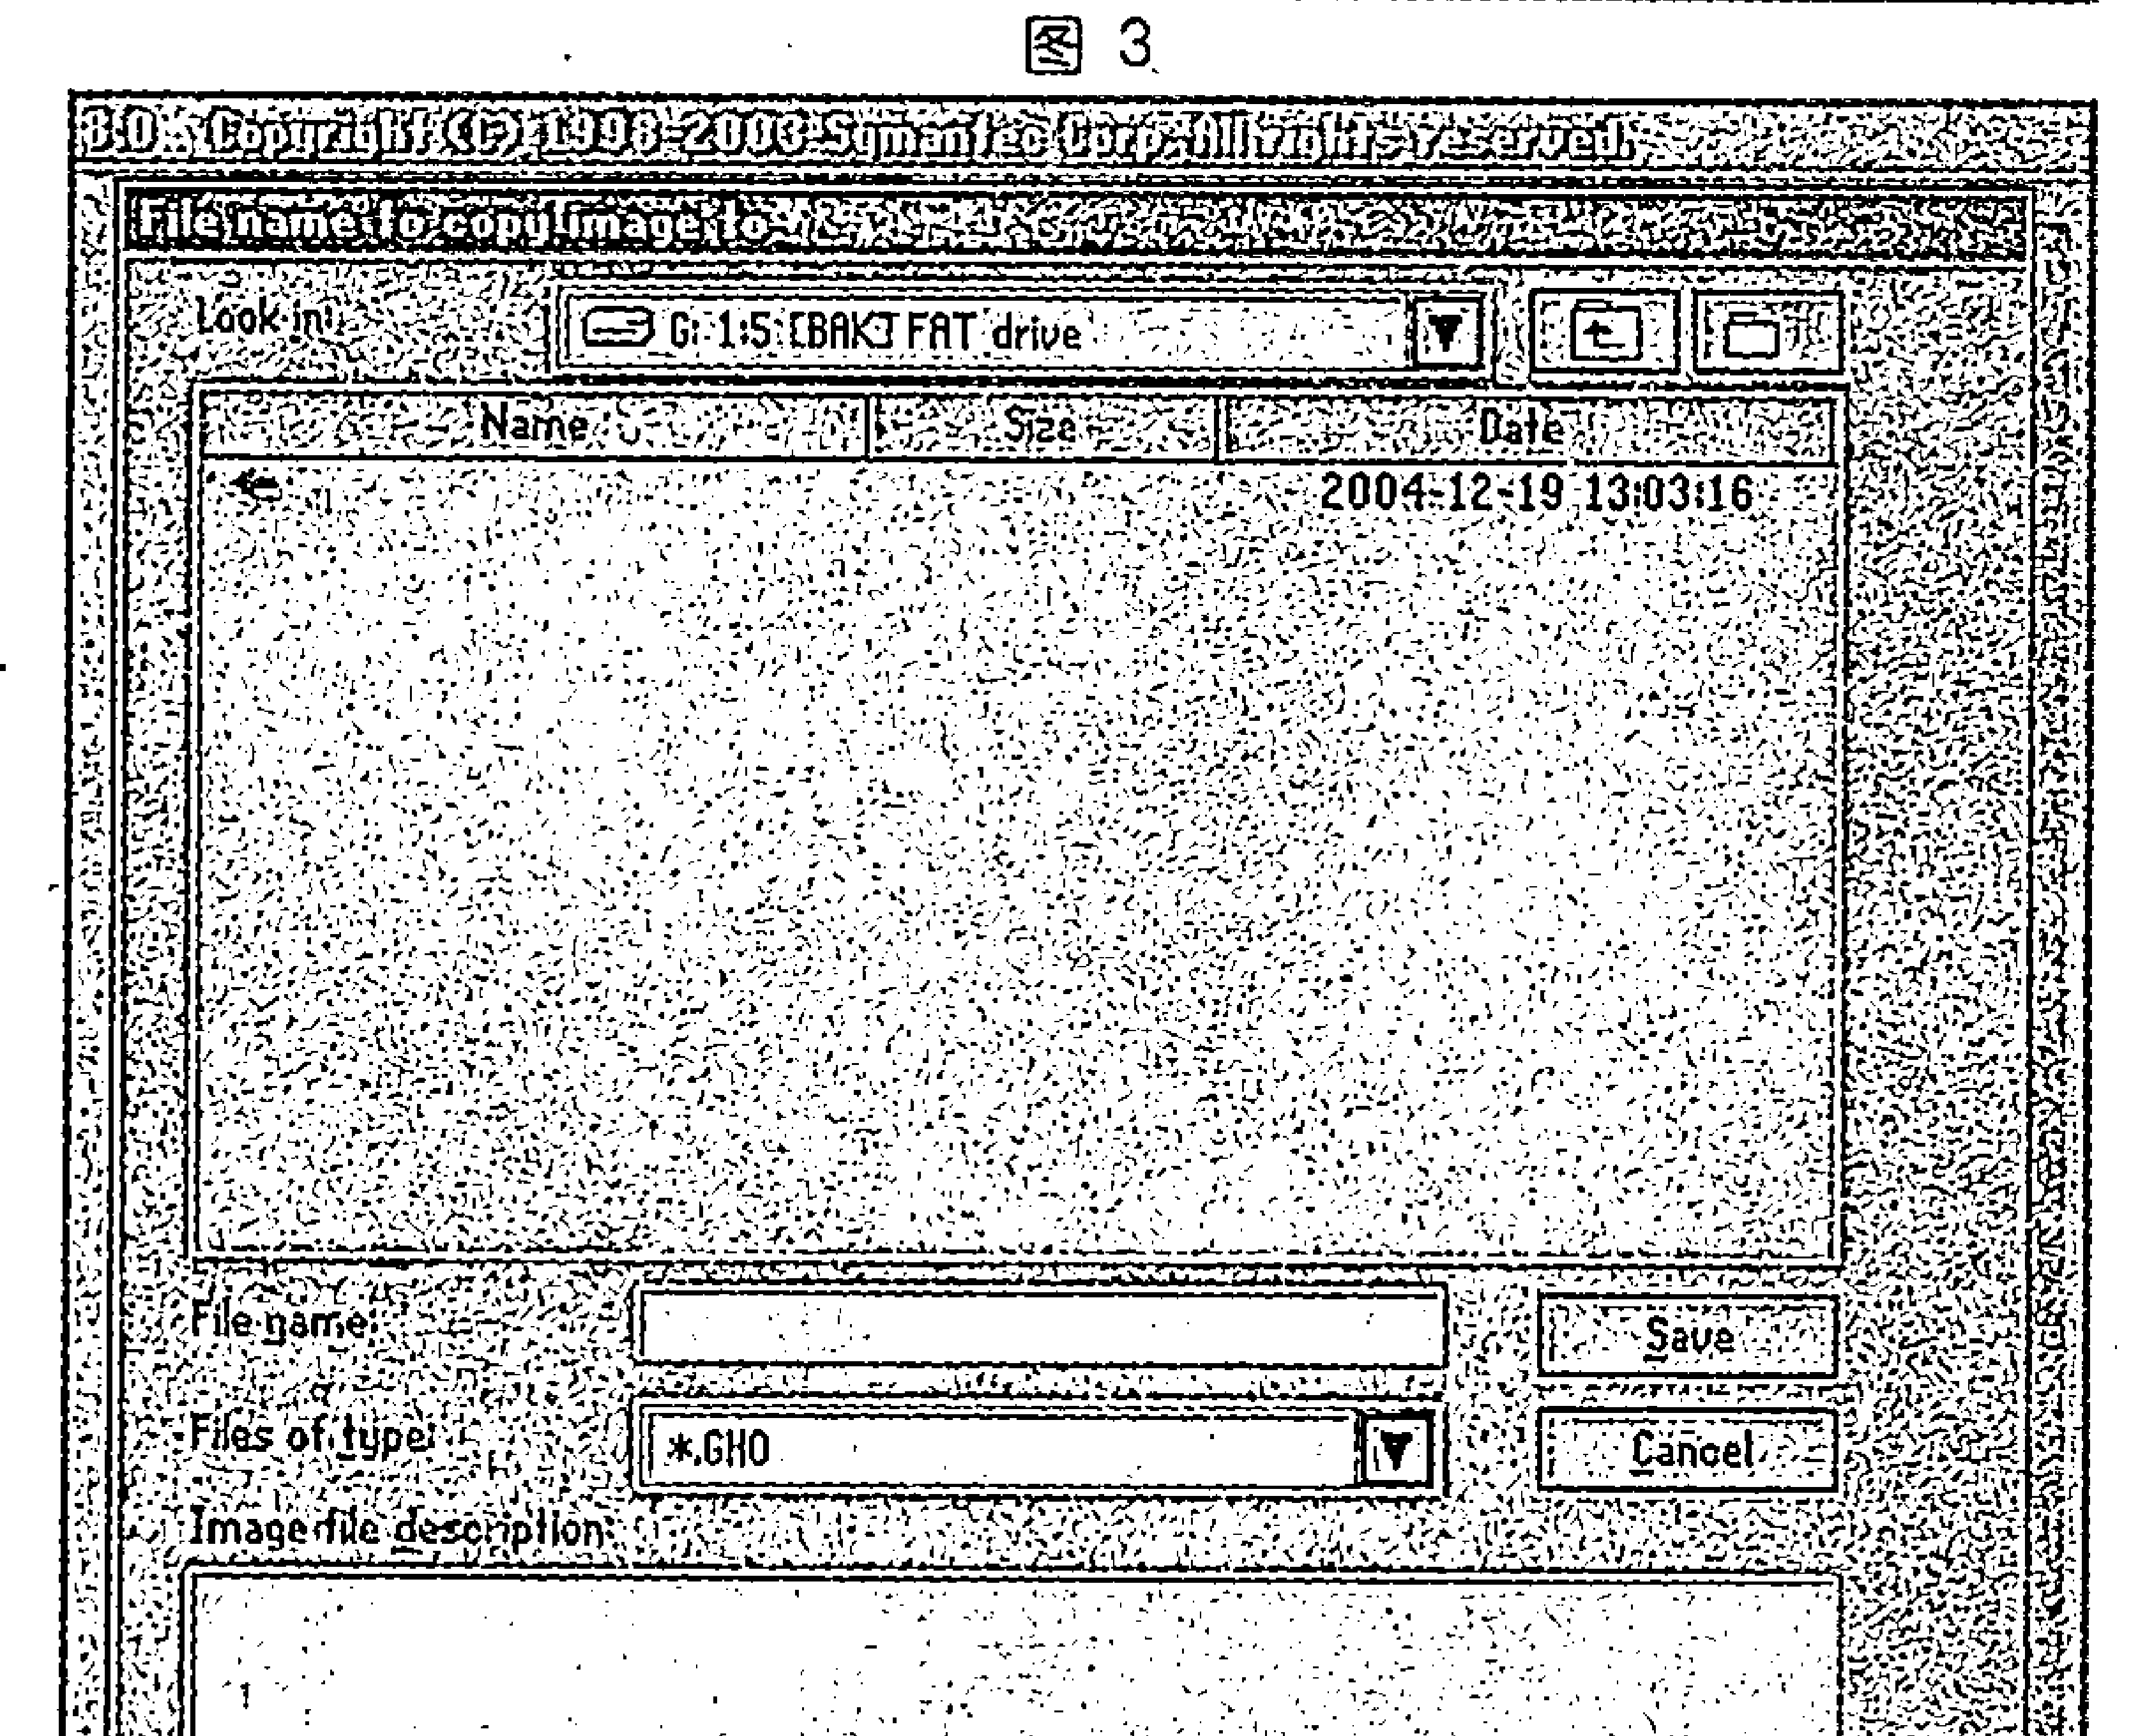 图 3
8.0 Copyright (C) 1998-2003 Symantec Corp. All rights reserved.
File name to copy image to
Look in: G: 1:5 [BAK] FAT drive
Name Size Date
2004-12-19 13:03:16
File name: Save
Files of type: *.GHO Cancel
Image file description: